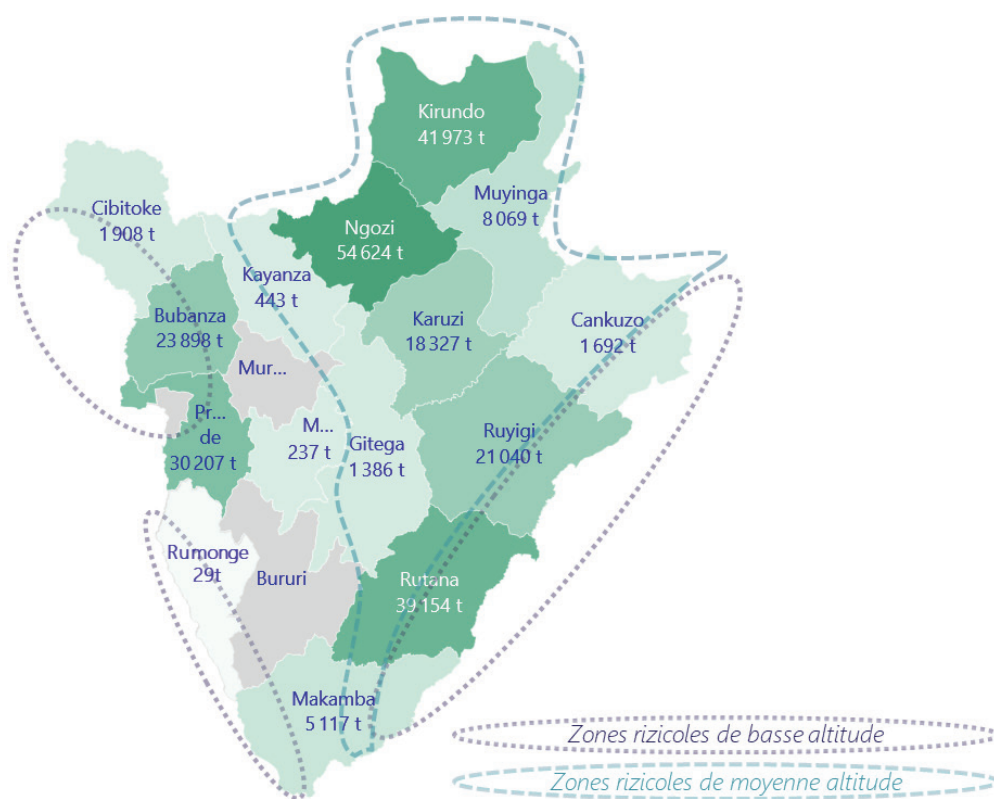 Kirundo
41 973 t
Muyinga
8 069 t
Cibitoke
1 908 t
Ngozi
54 624 t
Kayanza
443 t
Bubanza
23 898 t
Karuzi
18 327 t
Cankuzo
1 692 t
Mur...
Pr...
de
30 207 t
M...
237 t
Gitega
1 386 t
Ruyigi
21 040 t
Rumonge
29t
Bururi
Rutana
39 154 t
Makamba
5 117 t
Zones rizicoles de basse altitude
Zones rizicoles de moyenne altitude